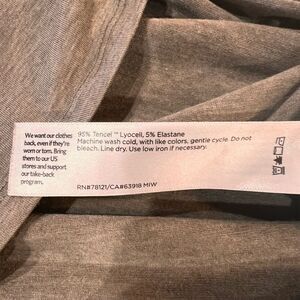 We want our clothes
back, even if they're
worn or torn. Bring
them to our US
stores and support
our take-back
program.
95% Tencel™ Lyocell, 5% Elastane
Machine wash cold, with like colors, gentle cycle. Do not
bleach. Line dry. Use low iron if necessary.
RN#78121/CA#63918 MIW